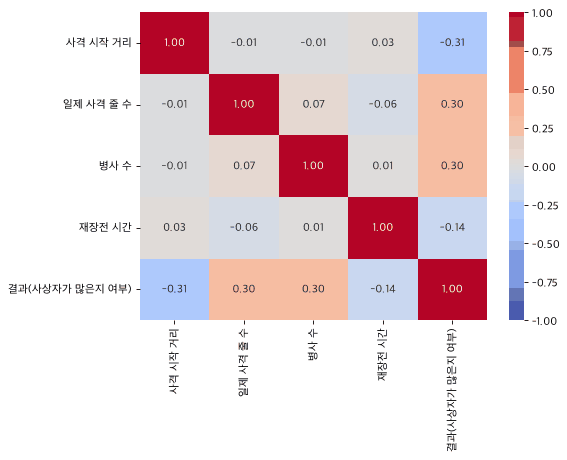 사격 시작 거리 1.00 -0.01 -0.01 0.03 -0.31
일제 사격 줄 수 -0.01 1.00 0.07 -0.06 0.30
병사 수 -0.01 0.07 1.00 0.01 0.30
재장전 시간 0.03 -0.06 0.01 1.00 -0.14
결과(사상자가 많은지 여부) -0.31 0.30 0.30 -0.14 1.00
사격 시작 거리
일제 사격 줄 수
병사 수
재장전 시간
결과(사상자가 많은지 여부)
1.00
0.75
0.50
0.25
0.00
-0.25
-0.50
-0.75
-1.00